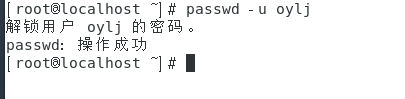 [root@localhost ~]# passwd -u oylj
解锁用户 oylj 的密码。
passwd: 操作成功
[root@localhost ~]#